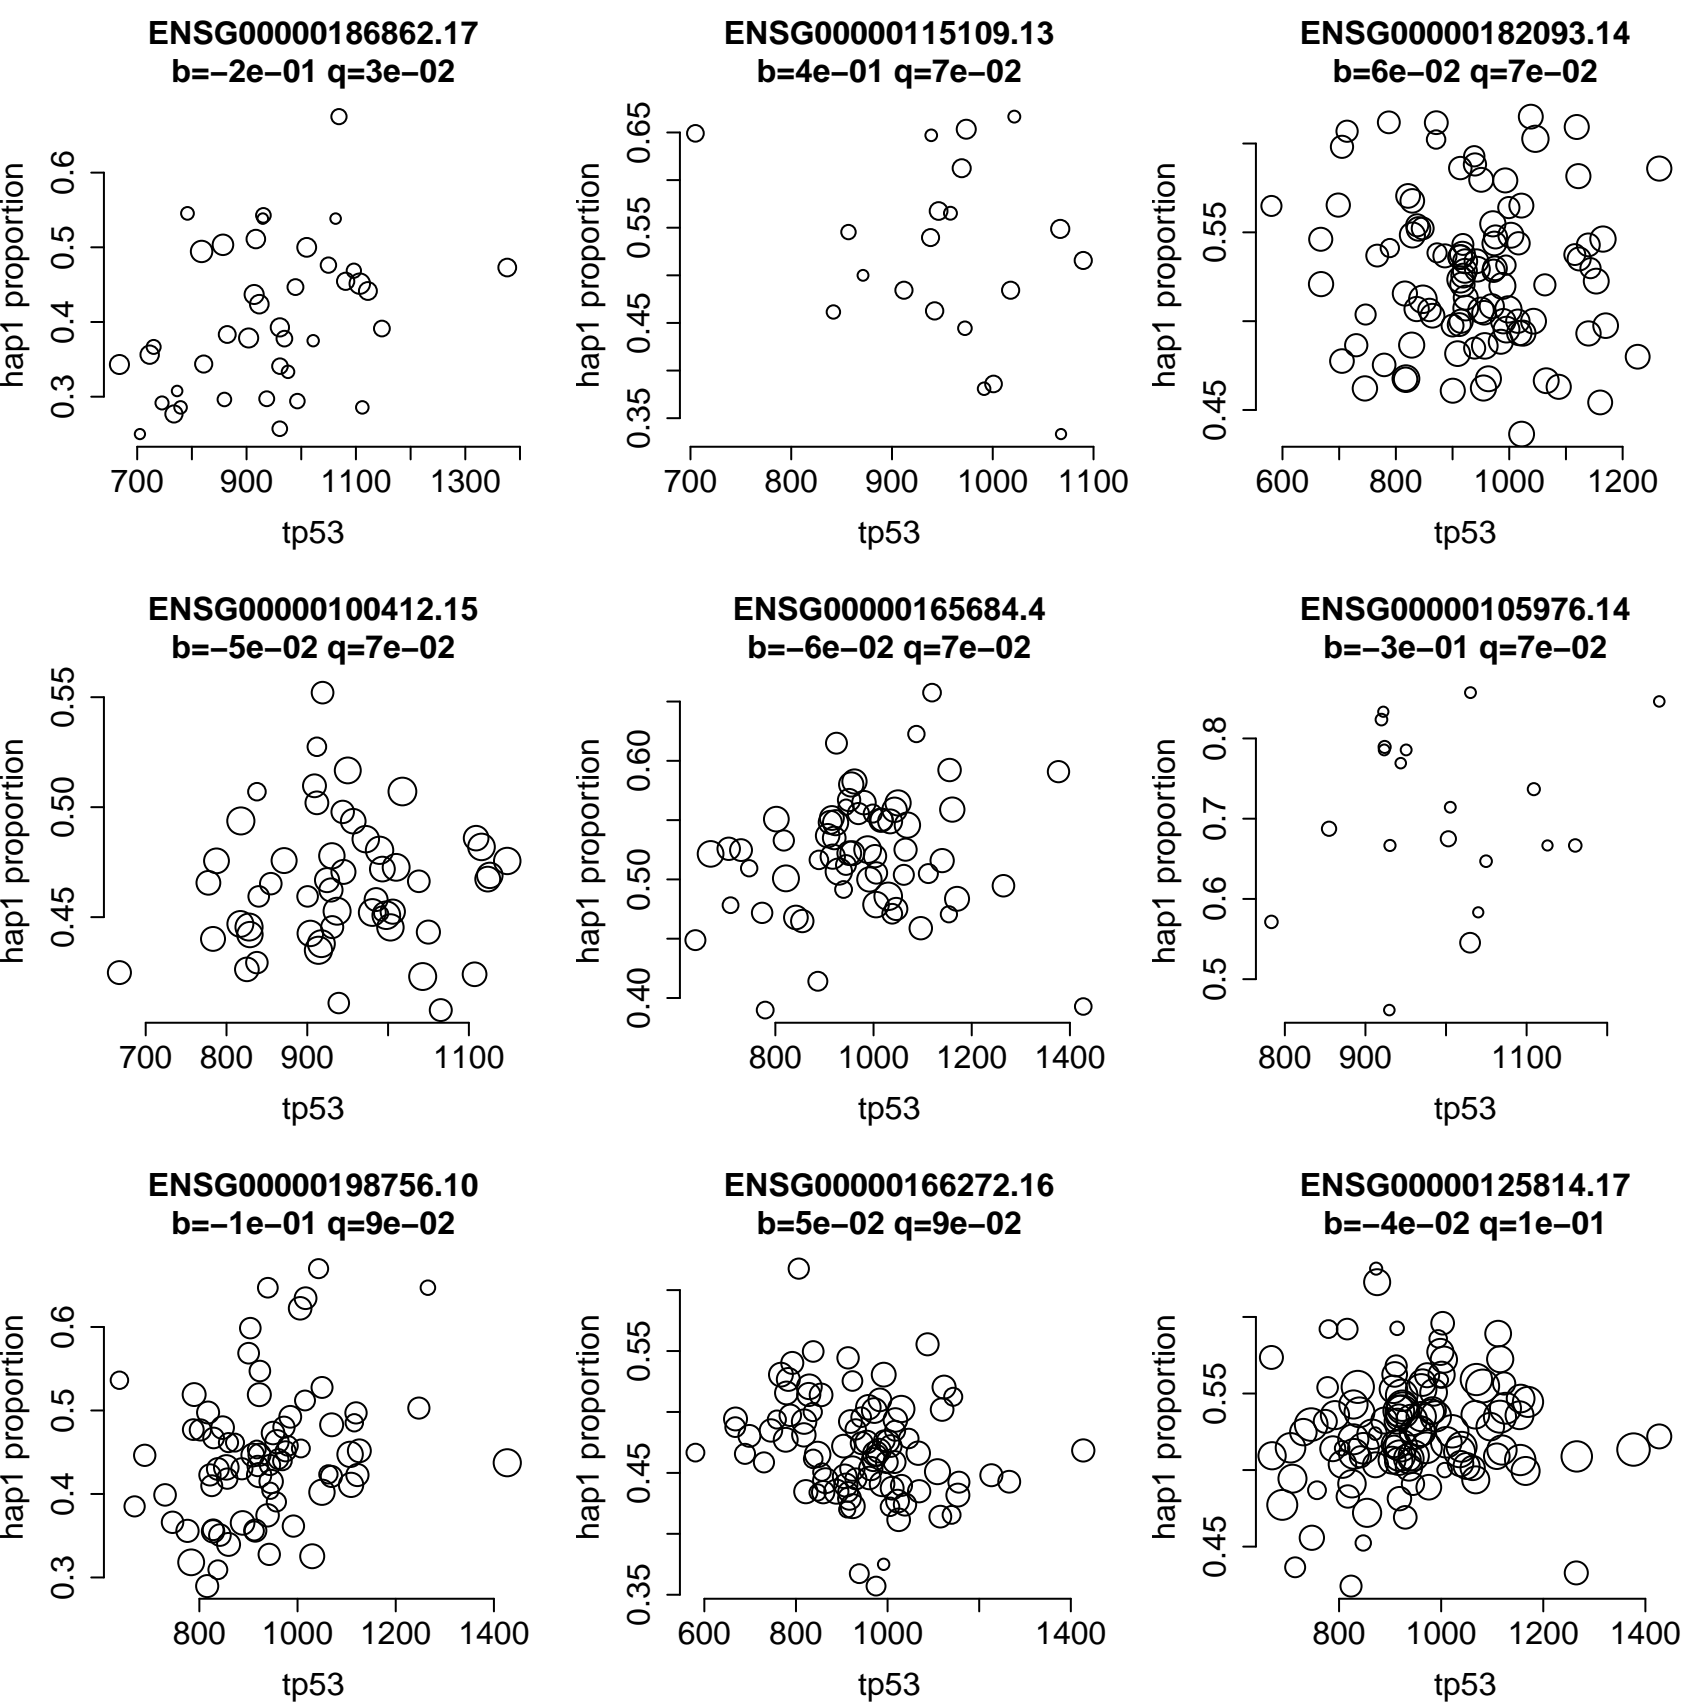 ENSG00000186862.17
b=−2e−01 q=3e−02
hap1 proportion
0.6
0.5
0.4
0.3
700 900 1100 1300
tp53
ENSG00000115109.13
b=4e−01 q=7e−02
hap1 proportion
0.65
0.55
0.45
0.35
700 800 900 1000 1100
tp53
ENSG00000182093.14
b=6e−02 q=7e−02
hap1 proportion
0.55
0.45
600 800 1000 1200
tp53
ENSG00000100412.15
b=−5e−02 q=7e−02
hap1 proportion
0.55
0.50
0.45
700 800 900 1100
tp53
ENSG00000165684.4
b=−6e−02 q=7e−02
hap1 proportion
0.60
0.50
0.40
800 1000 1200 1400
tp53
ENSG00000105976.14
b=−3e−01 q=7e−02
hap1 proportion
0.8
0.7
0.6
0.5
800 900 1100
tp53
ENSG00000198756.10
b=−1e−01 q=9e−02
hap1 proportion
0.6
0.5
0.4
0.3
800 1000 1200 1400
tp53
ENSG00000166272.16
b=5e−02 q=9e−02
hap1 proportion
0.55
0.45
0.35
600 800 1000 1400
tp53
ENSG00000125814.17
b=−4e−02 q=1e−01
hap1 proportion
0.55
0.45
800 1000 1200 1400
tp53